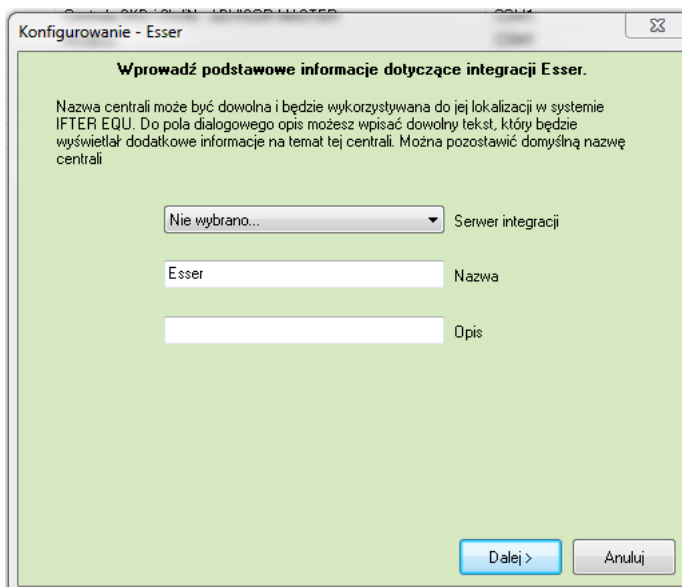 Konfigurowanie - Esser
Wprowadź podstawowe informacje dotyczące integracji Esser.
Nazwa centrali może być dowolna i będzie wykorzystywana do jej lokalizacji w systemie
IFTER EQU. Do pola dialogowego opis możesz wpisać dowolny tekst, który będzie
wyświetlał dodatkowe informacje na temat tej centrali. Można pozostawić domyślną nazwę
centrali
Nie wybrano... Serwer integracji
Esser Nazwa
Opis
Dalej > Anuluj